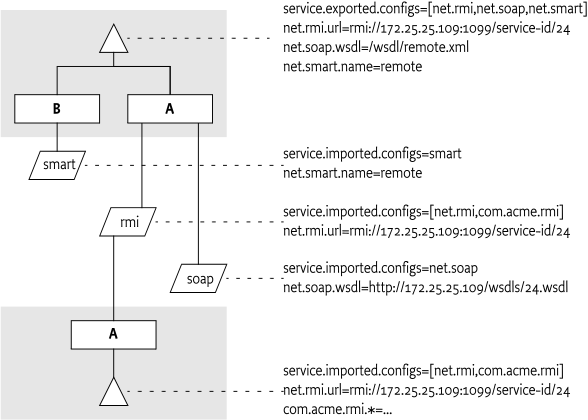 service.exported.configs=[net.rmi,net.soap,net.smart]
net.rmi.url=rmi://172.25.25.109:1099/service-id/24
net.soap.wsdl=/wsdl/remote.xml
net.smart.name=remote
B
A
smart
service.imported.configs=smart
net.smart.name=remote
rmi
service.imported.configs=[net.rmi,com.acme.rmi]
net.rmi.url=rmi://172.25.25.109:1099/service-id/24
soap
service.imported.configs=net.soap
net.soap.wsdl=http://172.25.25.109/wsdls/24.wsdl
A
service.imported.configs=[net.rmi,com.acme.rmi]
net.rmi.url=rmi://172.25.25.109:1099/service-id/24
com.acme.rmi.*=...